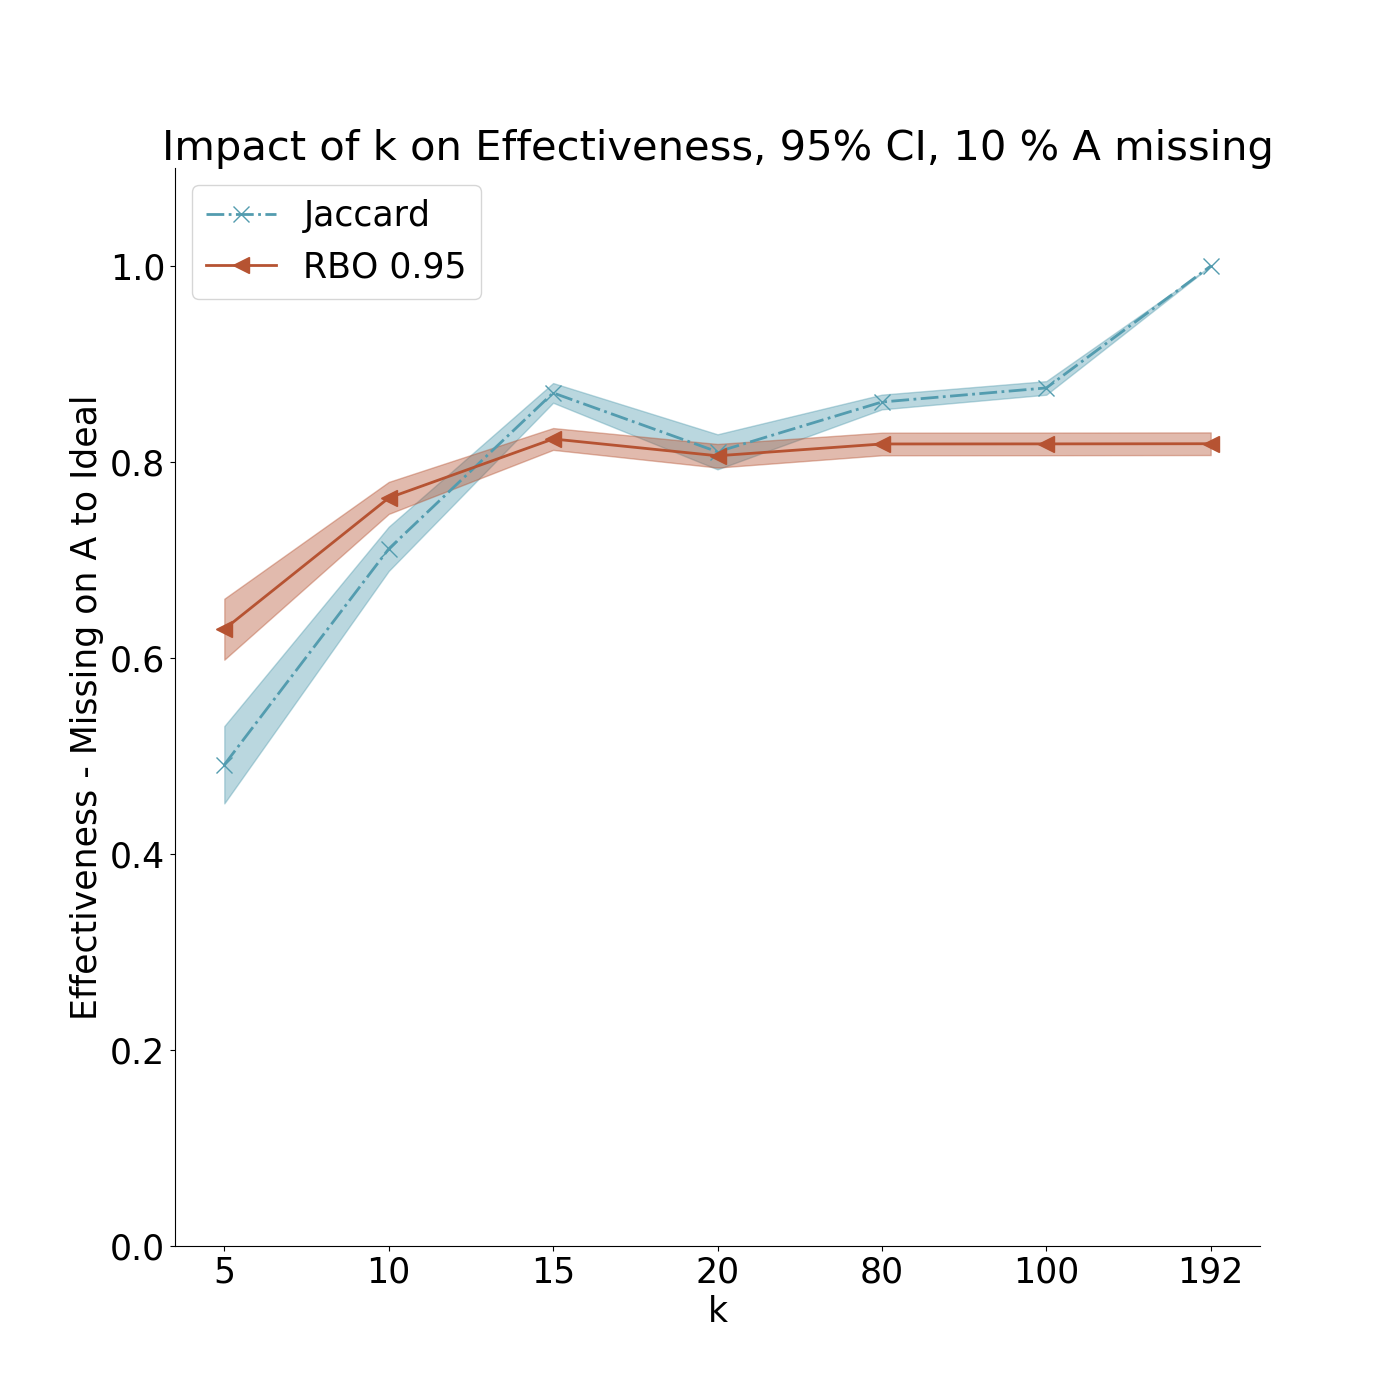 Impact of k on Effectiveness, 95% CI, 10 % A missing
Jaccard
RBO 0.95
Effectiveness - Missing on A to Ideal
1.0
0.8
0.6
0.4
0.2
0.0
5 10 15 20 80 100 192
k